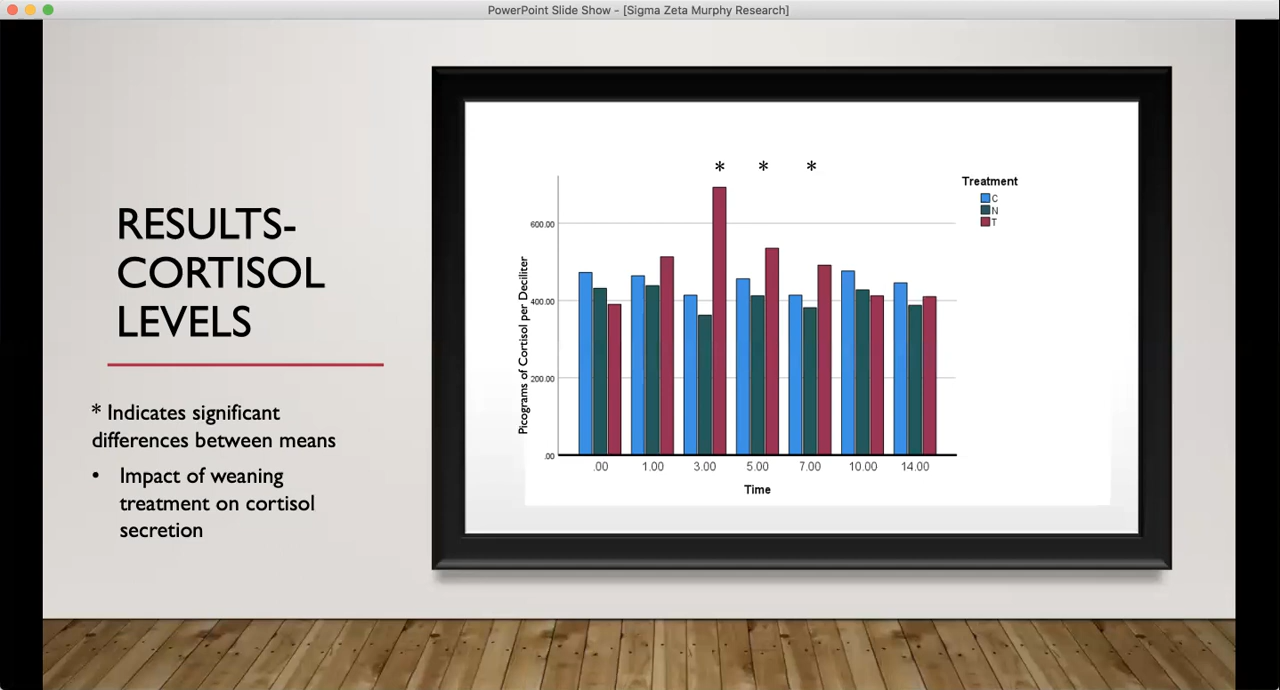 PowerPoint Slide Show - [Sigma Zeta Murphy Research]
RESULTS-
CORTISOL
LEVELS
* Indicates significant
differences between means
• Impact of weaning
treatment on cortisol
secretion
* * *
Treatment
C
N
T
Picograms of Cortisol per Deciliter
600.00
400.00
200.00
.00
.00 1.00 3.00 5.00 7.00 10.00 14.00
Time